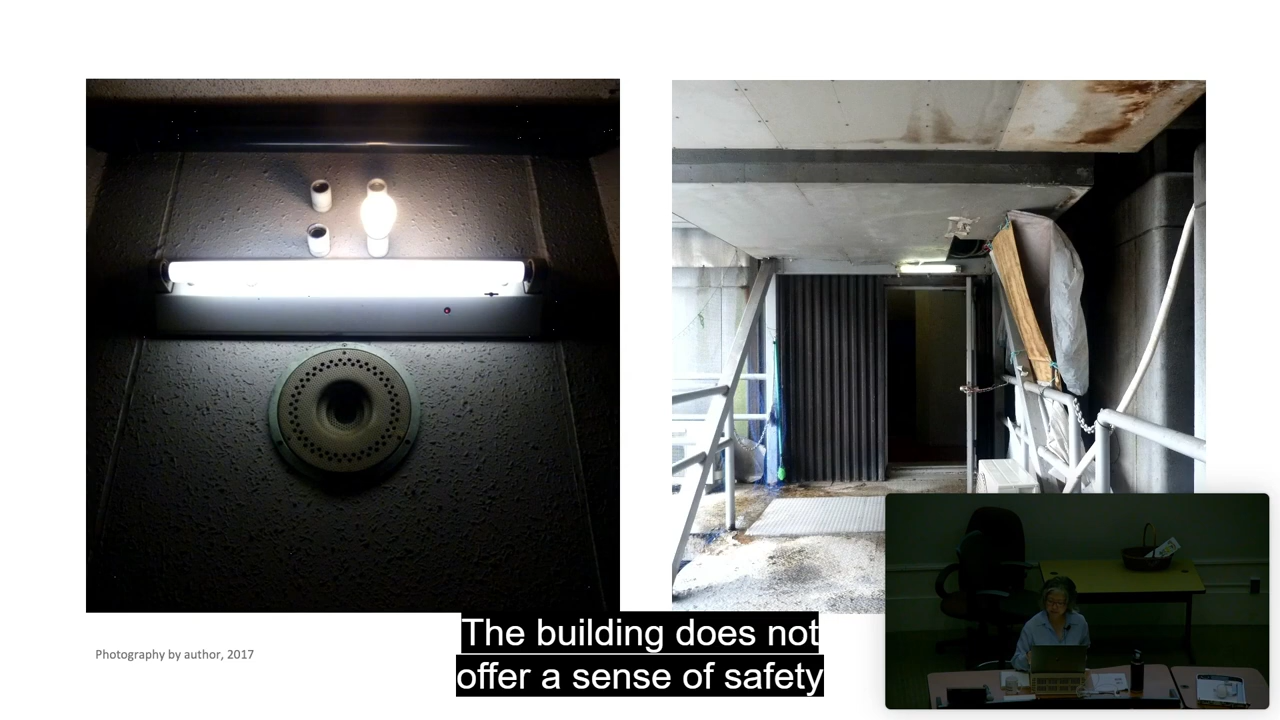 Photography by author, 2017
The building does not
offer a sense of safety